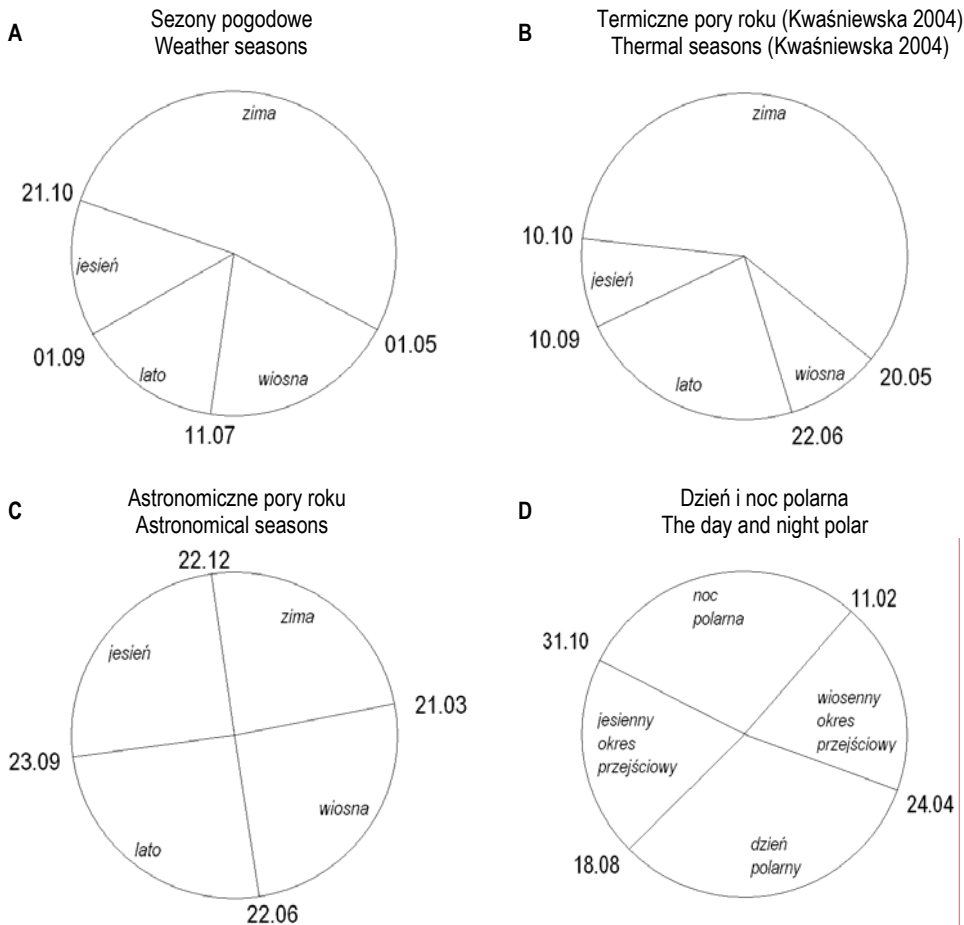 A
Sezony pogodowe
Weather seasons
zima
21.10
jesień
01.09
lato
11.07
wiosna
01.05
B
Termiczne pory roku (Kwaśniewska 2004)
Thermal seasons (Kwaśniewska 2004)
zima
10.10
jesień
10.09
lato
wiosna
22.06
20.05
C
Astronomiczne pory roku
Astronomical seasons
22.12
zima
jesień
21.03
23.09
wiosna
lato
22.06
D
Dzień i noc polarna
The day and night polar
noc
polarna
11.02
31.10
wiosenny
okres
przejściowy
jesienny
okres
przejściowy
24.04
18.08
dzień
polarny